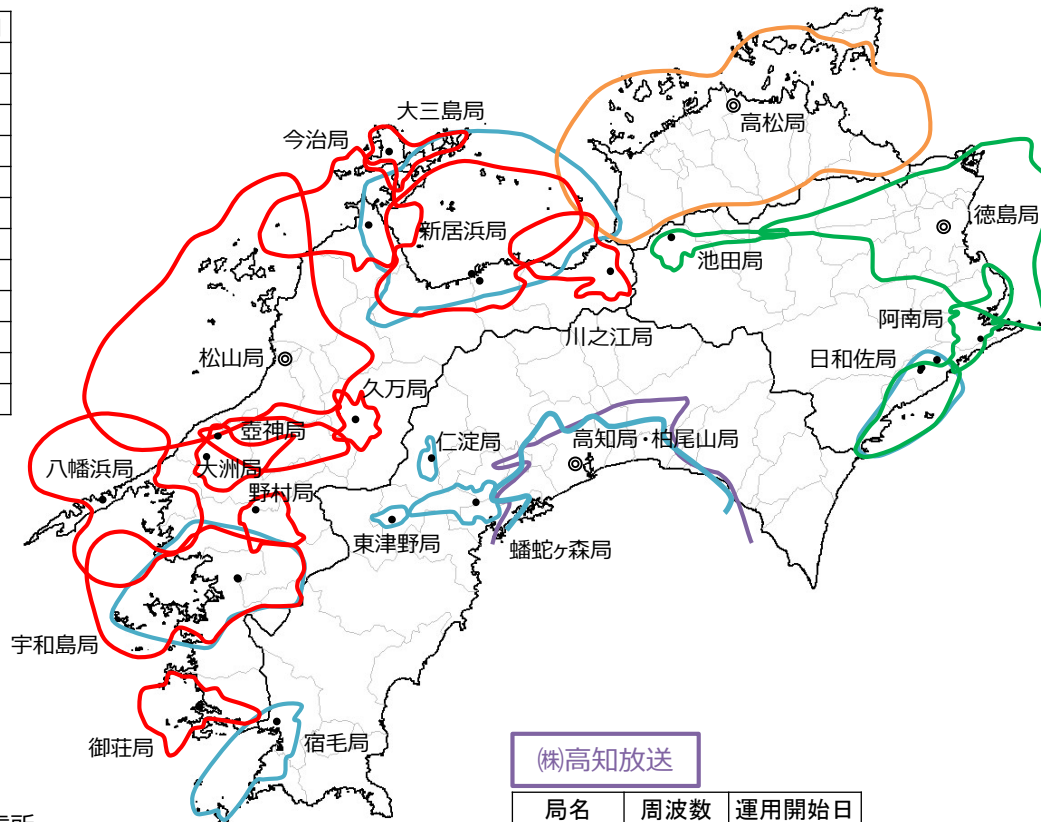 大三島局
今治局
高松局
新居浜局
徳島局
池田局
阿南局
川之江局
松山局
日和佐局
久万局
壺神局
仁淀局
高知局・柏尾山局
八幡浜局
大洲局
野村局
東津野局
蟠蛇ヶ森局
宇和島局
御荘局
宿毛局
㈱高知放送
局名 周波数 運用開始日